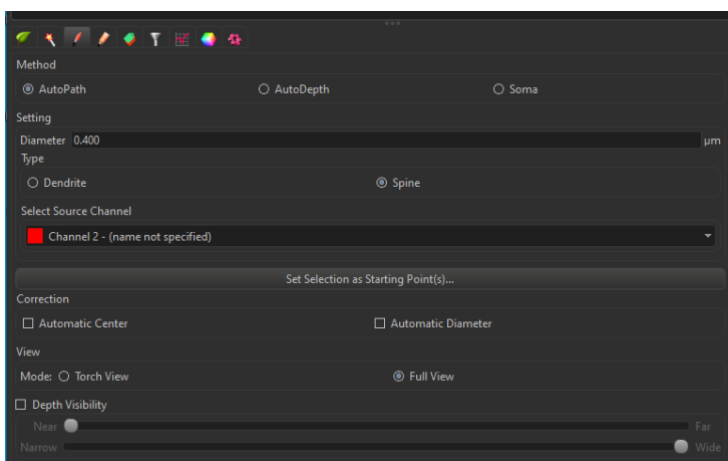 Method
AutoPath AutoDepth Soma
Setting
Diameter 0.400 µm
Type
Dendrite Spine
Select Source Channel
Channel 2 - (name not specified)
Set Selection as Starting Point(s)...
Correction
Automatic Center Automatic Diameter
View
Mode: Torch View Full View
Depth Visibility
Near Far
Narrow Wide